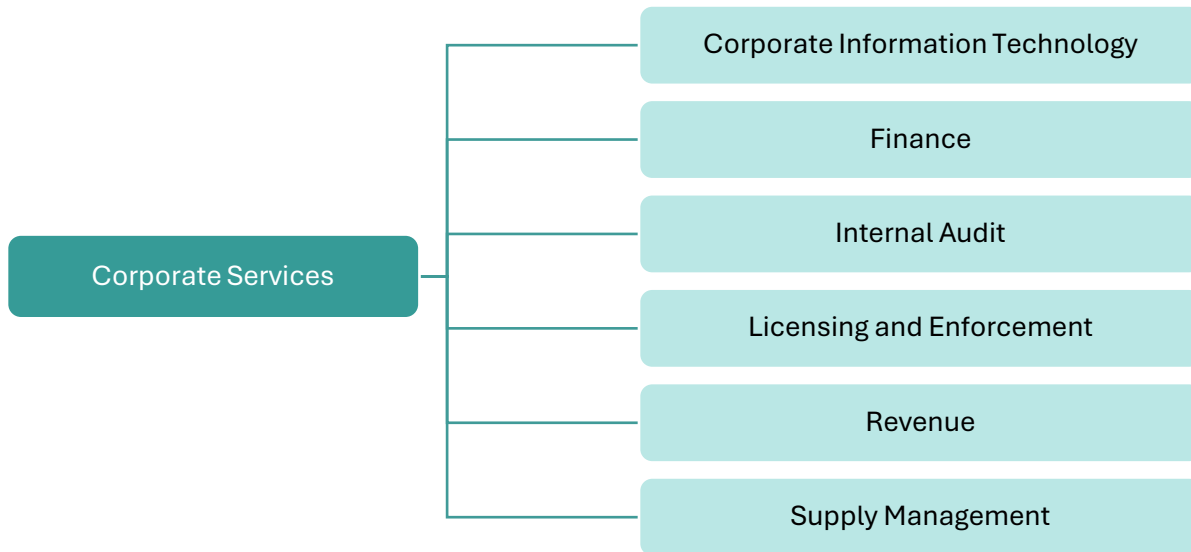 Corporate Information Technology
Finance
Internal Audit
Corporate Services
Licensing and Enforcement
Revenue
Supply Management